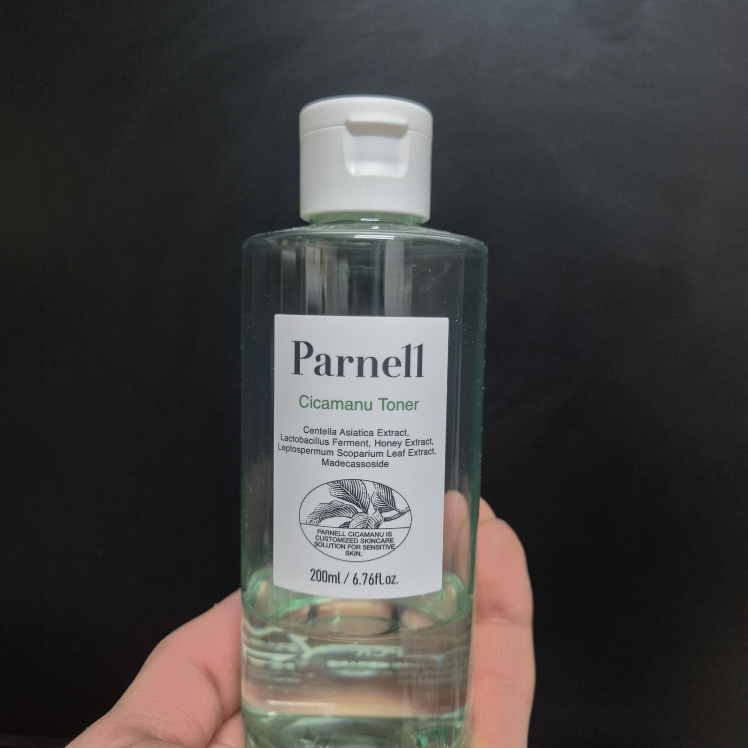 Parnell
Cicamanu Toner
Centella Asiatica Extract,
Lactobacillus Ferment, Honey Extract,
Leptospermum Scoparium Leaf Extract,
Madecassoside
PARNELL CICAMANU IS
CUSTOMIZED SKINCARE
SOLUTION FOR SENSITIVE
SKIN.
200ml / 6.76fl.oz.